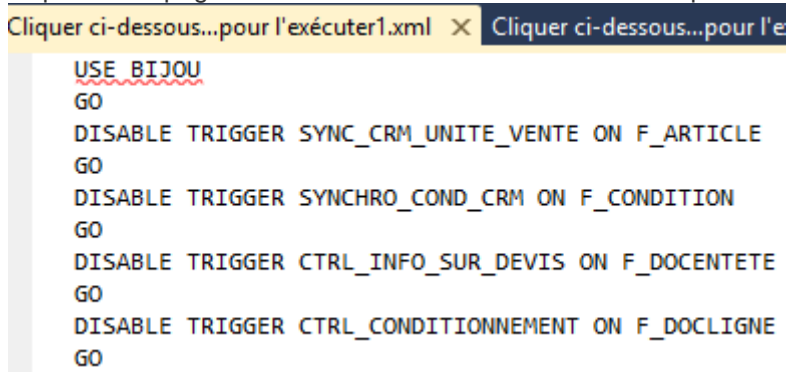 Cliquer ci-dessous...pour l'exécuter1.xml Cliquer ci-dessous...pour l'e
USE BIJOU
GO
DISABLE TRIGGER SYNC_CRM_UNITE_VENTE ON F_ARTICLE
GO
DISABLE TRIGGER SYNCHRO_COND_CRM ON F_CONDITION
GO
DISABLE TRIGGER CTRL_INFO_SUR_DEVIS ON F_DOCENTETE
GO
DISABLE TRIGGER CTRL_CONDITIONNEMENT ON F_DOCLIGNE
GO